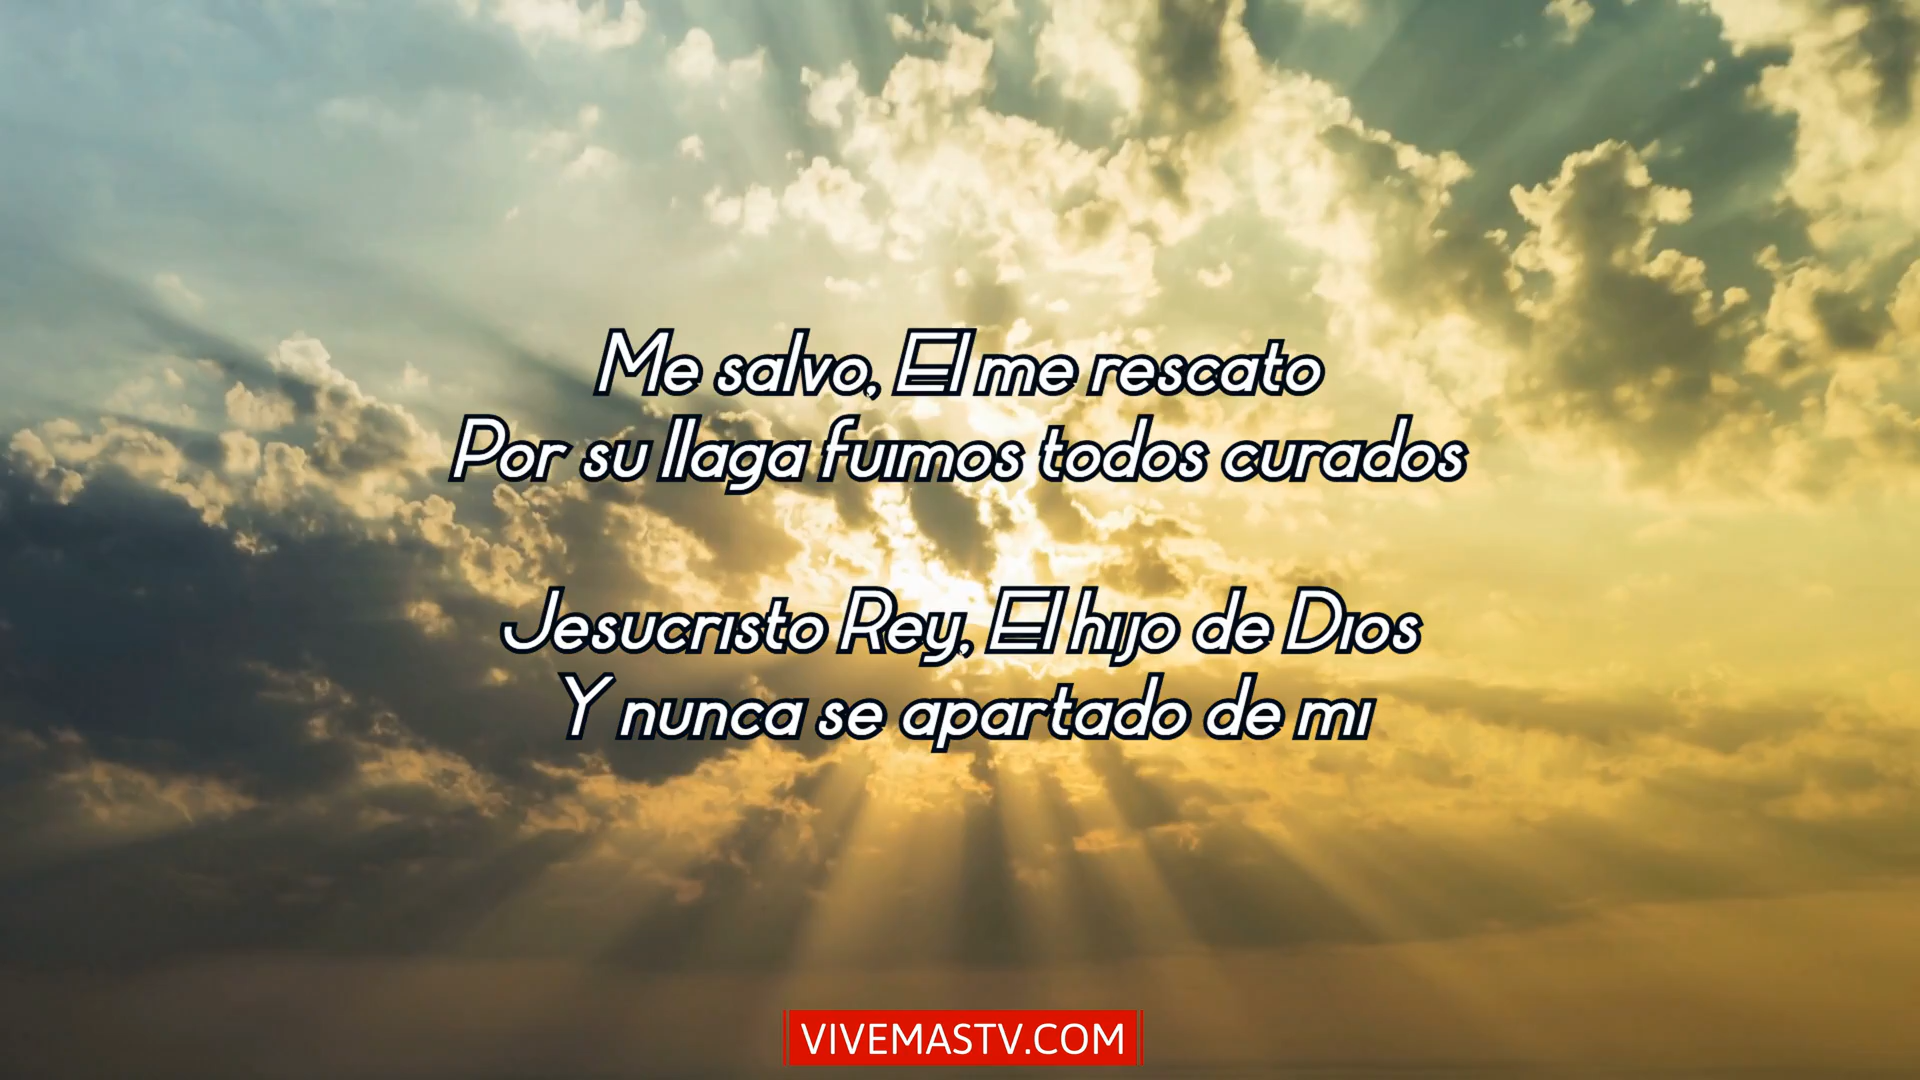 Me salvo, El me rescato
Por su llaga fuimos todos curados
Jesucristo Rey, El hijo de Dios
Y nunca se apartado de mi
VIVEMASTV.COM